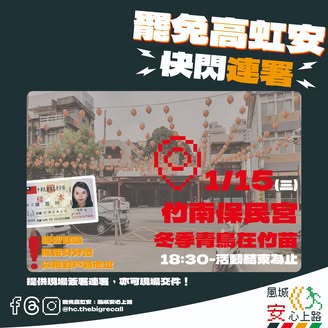 罷免高虹安
快閃連署
1/15(三)
竹南保民宮
冬季青鳥在竹苗
18:30-活動結束為止
提供現場簽署連署，亦可現場交件！
罷免高虹安：風城安心上路
@hc.thebigrecall
風城
安心上路